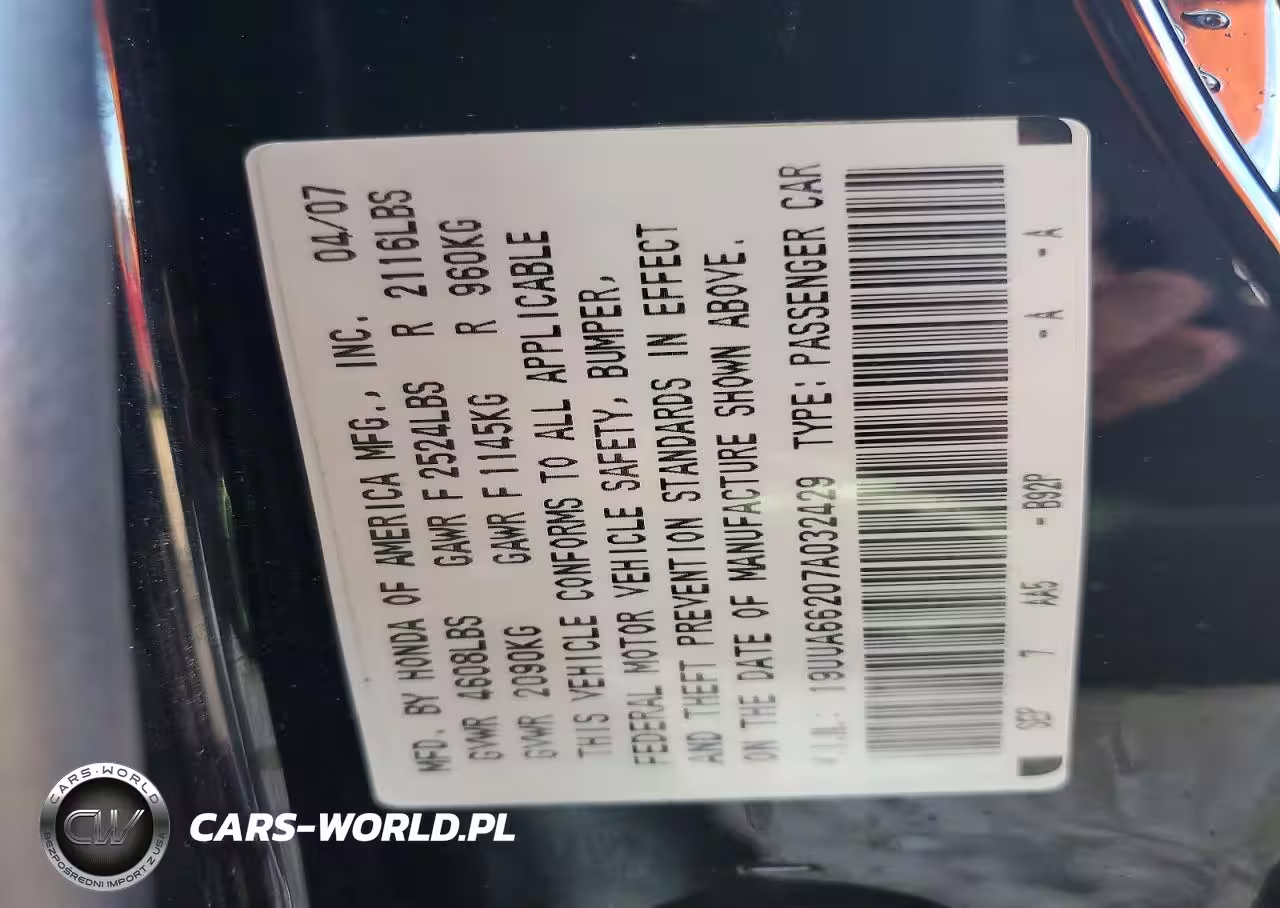 MFD. BY HONDA OF AMERICA MFG., INC. 04/07
GVWR 4608LBS GAWR F 2524LBS R 2116LBS
GVWR 2090KG GAWR F 1145KG R 960KG
THIS VEHICLE CONFORMS TO ALL APPLICABLE
FEDERAL MOTOR VEHICLE SAFETY, BUMPER,
AND THEFT PREVENTION STANDARDS IN EFFECT
ON THE DATE OF MANUFACTURE SHOWN ABOVE.
V.I.N.: 19UUA66207A032429 TYPE: PASSENGER CAR
SEP 7 AA5 - B92P - A - A
CARS-WORLD
CW
BEZPOŚREDNI IMPORT Z USA
CARS-WORLD.PL